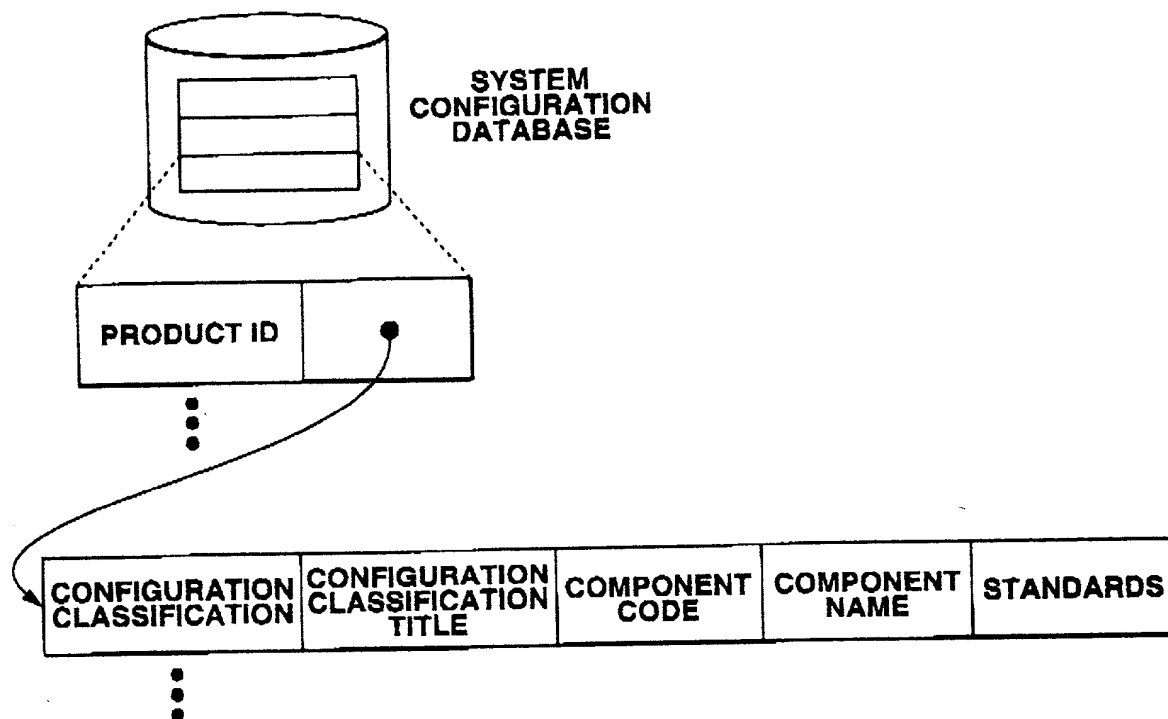 SYSTEM
CONFIGURATION
DATABASE
PRODUCT ID
CONFIGURATION
CLASSIFICATION
CONFIGURATION
CLASSIFICATION
TITLE
COMPONENT
CODE
COMPONENT
NAME
STANDARDS